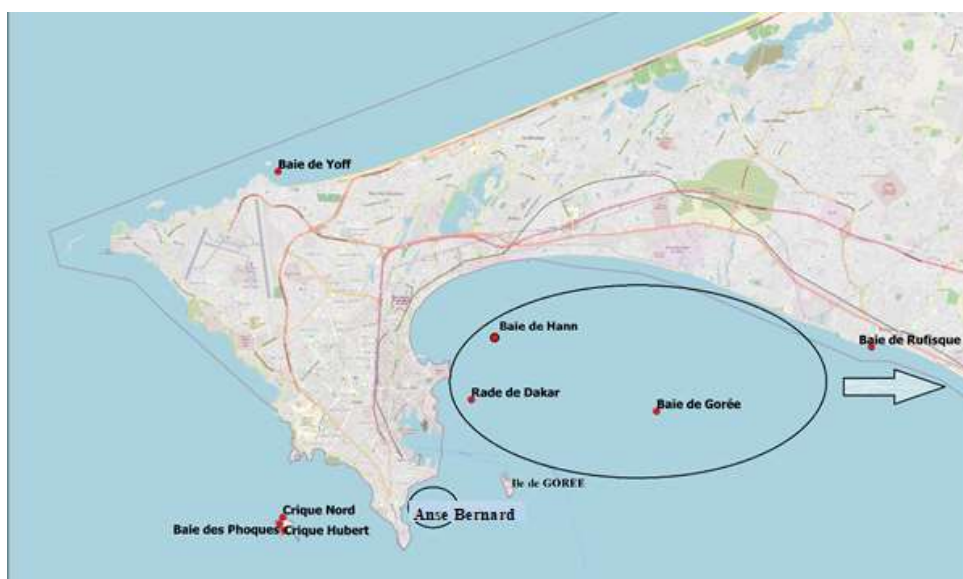 Baie de Yoff
Baie de Hann
Baie de Rufisque
Rade de Dakar
Baie de Gorée
Ile de GOREE
Crique Nord
Anse Bernard
Baie des Phoques
Crique Hubert